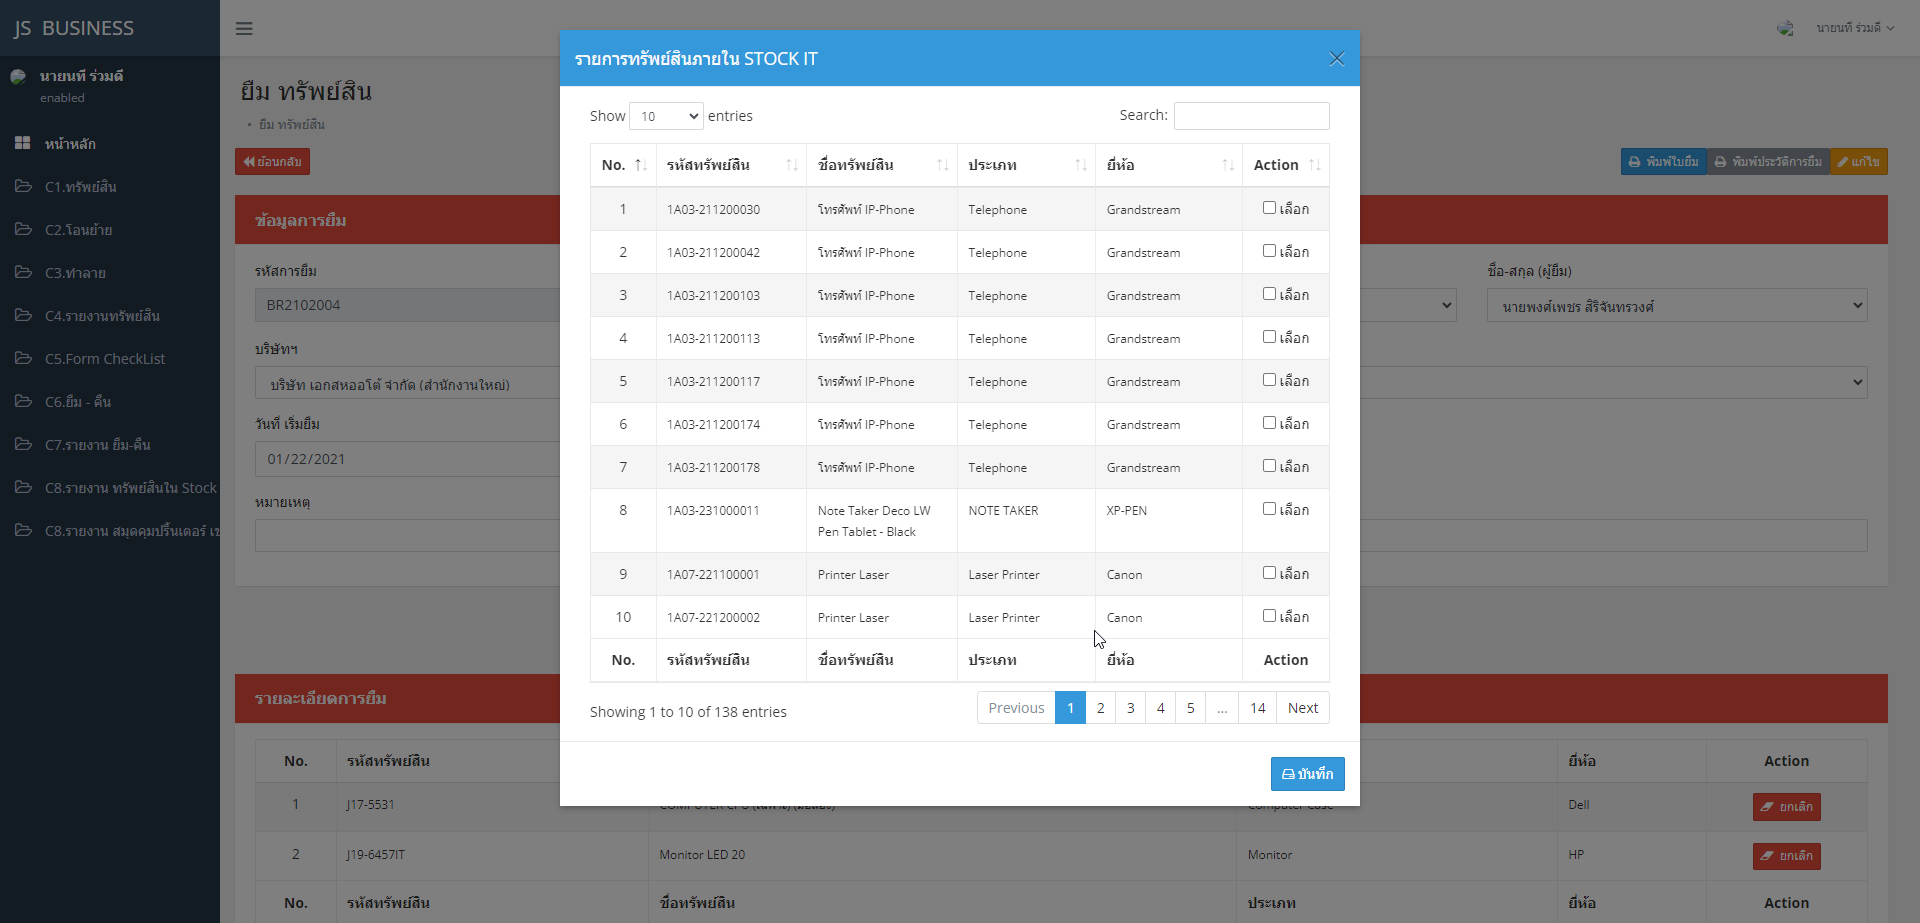 JS BUSINESS
นายนที ร่วมดี
นายนที ร่วมดี
enabled
หน้าหลัก
C1.ทรัพย์สิน
C2.โอนย้าย
C3.ทำลาย
C4.รายงานทรัพย์สิน
C5.Form CheckList
C6.ยืม - คืน
C7.รายงาน ยืม-คืน
C8.รายงาน ทรัพย์สินใน Stock
C8.รายงาน สมุดคุมปริ้นเตอร์ เช
ยืม ทรัพย์สิน
• ยืม ทรัพย์สิน
ย้อนกลับ
พิมพ์ใบยืม
พิมพ์ประวัติการยืม
แก้ไข
ข้อมูลการยืม
รหัสการยืม
BR2102004
ชื่อ-สกุล (ผู้ยืม)
นายพงศ์เพชร สิริจันทรวงศ์
บริษัทฯ
บริษัท เอกสหออโต้ จำกัด (สำนักงานใหญ่)
วันที่ เริ่มยืม
01/22/2021
หมายเหตุ
รายการทรัพย์สินภายใน STOCK IT
Show 10 entries
Search:
No. รหัสทรัพย์สิน ชื่อทรัพย์สิน ประเภท ยี่ห้อ Action
1 1A03-211200030 โทรศัพท์ IP-Phone Telephone Grandstream เลือก
2 1A03-211200042 โทรศัพท์ IP-Phone Telephone Grandstream เลือก
3 1A03-211200103 โทรศัพท์ IP-Phone Telephone Grandstream เลือก
4 1A03-211200113 โทรศัพท์ IP-Phone Telephone Grandstream เลือก
5 1A03-211200117 โทรศัพท์ IP-Phone Telephone Grandstream เลือก
6 1A03-211200174 โทรศัพท์ IP-Phone Telephone Grandstream เลือก
7 1A03-211200178 โทรศัพท์ IP-Phone Telephone Grandstream เลือก
8 1A03-231000011 Note Taker Deco LW NOTE TAKER XP-PEN เลือก
Pen Tablet - Black
9 1A07-221100001 Printer Laser Laser Printer Canon เลือก
10 1A07-221200002 Printer Laser Laser Printer Canon เลือก
No. รหัสทรัพย์สิน ชื่อทรัพย์สิน ประเภท ยี่ห้อ Action
Showing 1 to 10 of 138 entries
Previous 1 2 3 4 5 ... 14 Next
บันทึก
รายละเอียดการยืม
No. รหัสทรัพย์สิน ยี่ห้อ Action
1 J17-5531 Computer Case Dell ยกเลิก
2 J19-6457IT Monitor LED 20 Monitor HP ยกเลิก
No. รหัสทรัพย์สิน ชื่อทรัพย์สิน ประเภท ยี่ห้อ Action